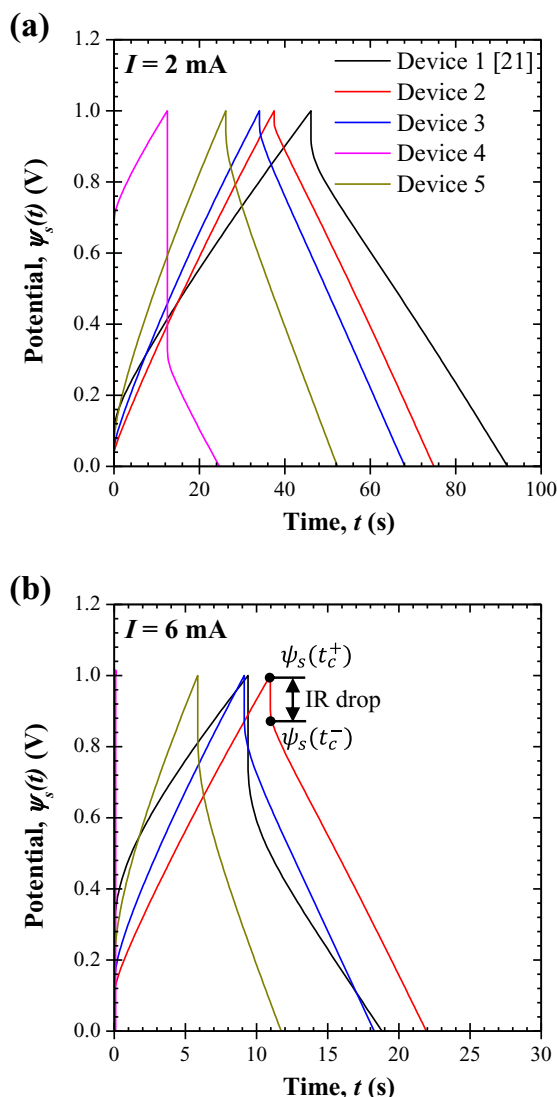 (a)
1.2
1.0
0.8
0.6
0.4
0.2
0.0
Potential, ψₛ(t) (V)
I = 2 mA
Device 1 [21]
Device 2
Device 3
Device 4
Device 5
0 20 40 60 80 100
Time, t (s)
(b)
1.2
1.0
0.8
0.6
0.4
0.2
0.0
Potential, ψₛ(t) (V)
I = 6 mA
ψₛ(t_c⁺)
IR drop
ψₛ(t_c⁻)
0 5 10 15 20 25 30
Time, t (s)